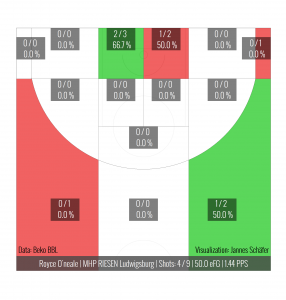 0/0 2/3 1/2 0/0
0.0 % 66.7 % 50.0 % 0.0 %
0/0 0/1
0.0 % 0.0 %
0/0 0/0 0/0 0/0
0.0 % 0.0 % 0.0 % 0.0 %
0/0
0.0 %
0/1 0/0 1/2
0.0 % 0.0 % 50.0 %
Data: Beko BBL Visualization: Jannes Schäfer
Royce O'neale | MHP RIESEN Ludwigsburg | Shots: 4 / 9 | 50.0 eFG | 1.44 PPS